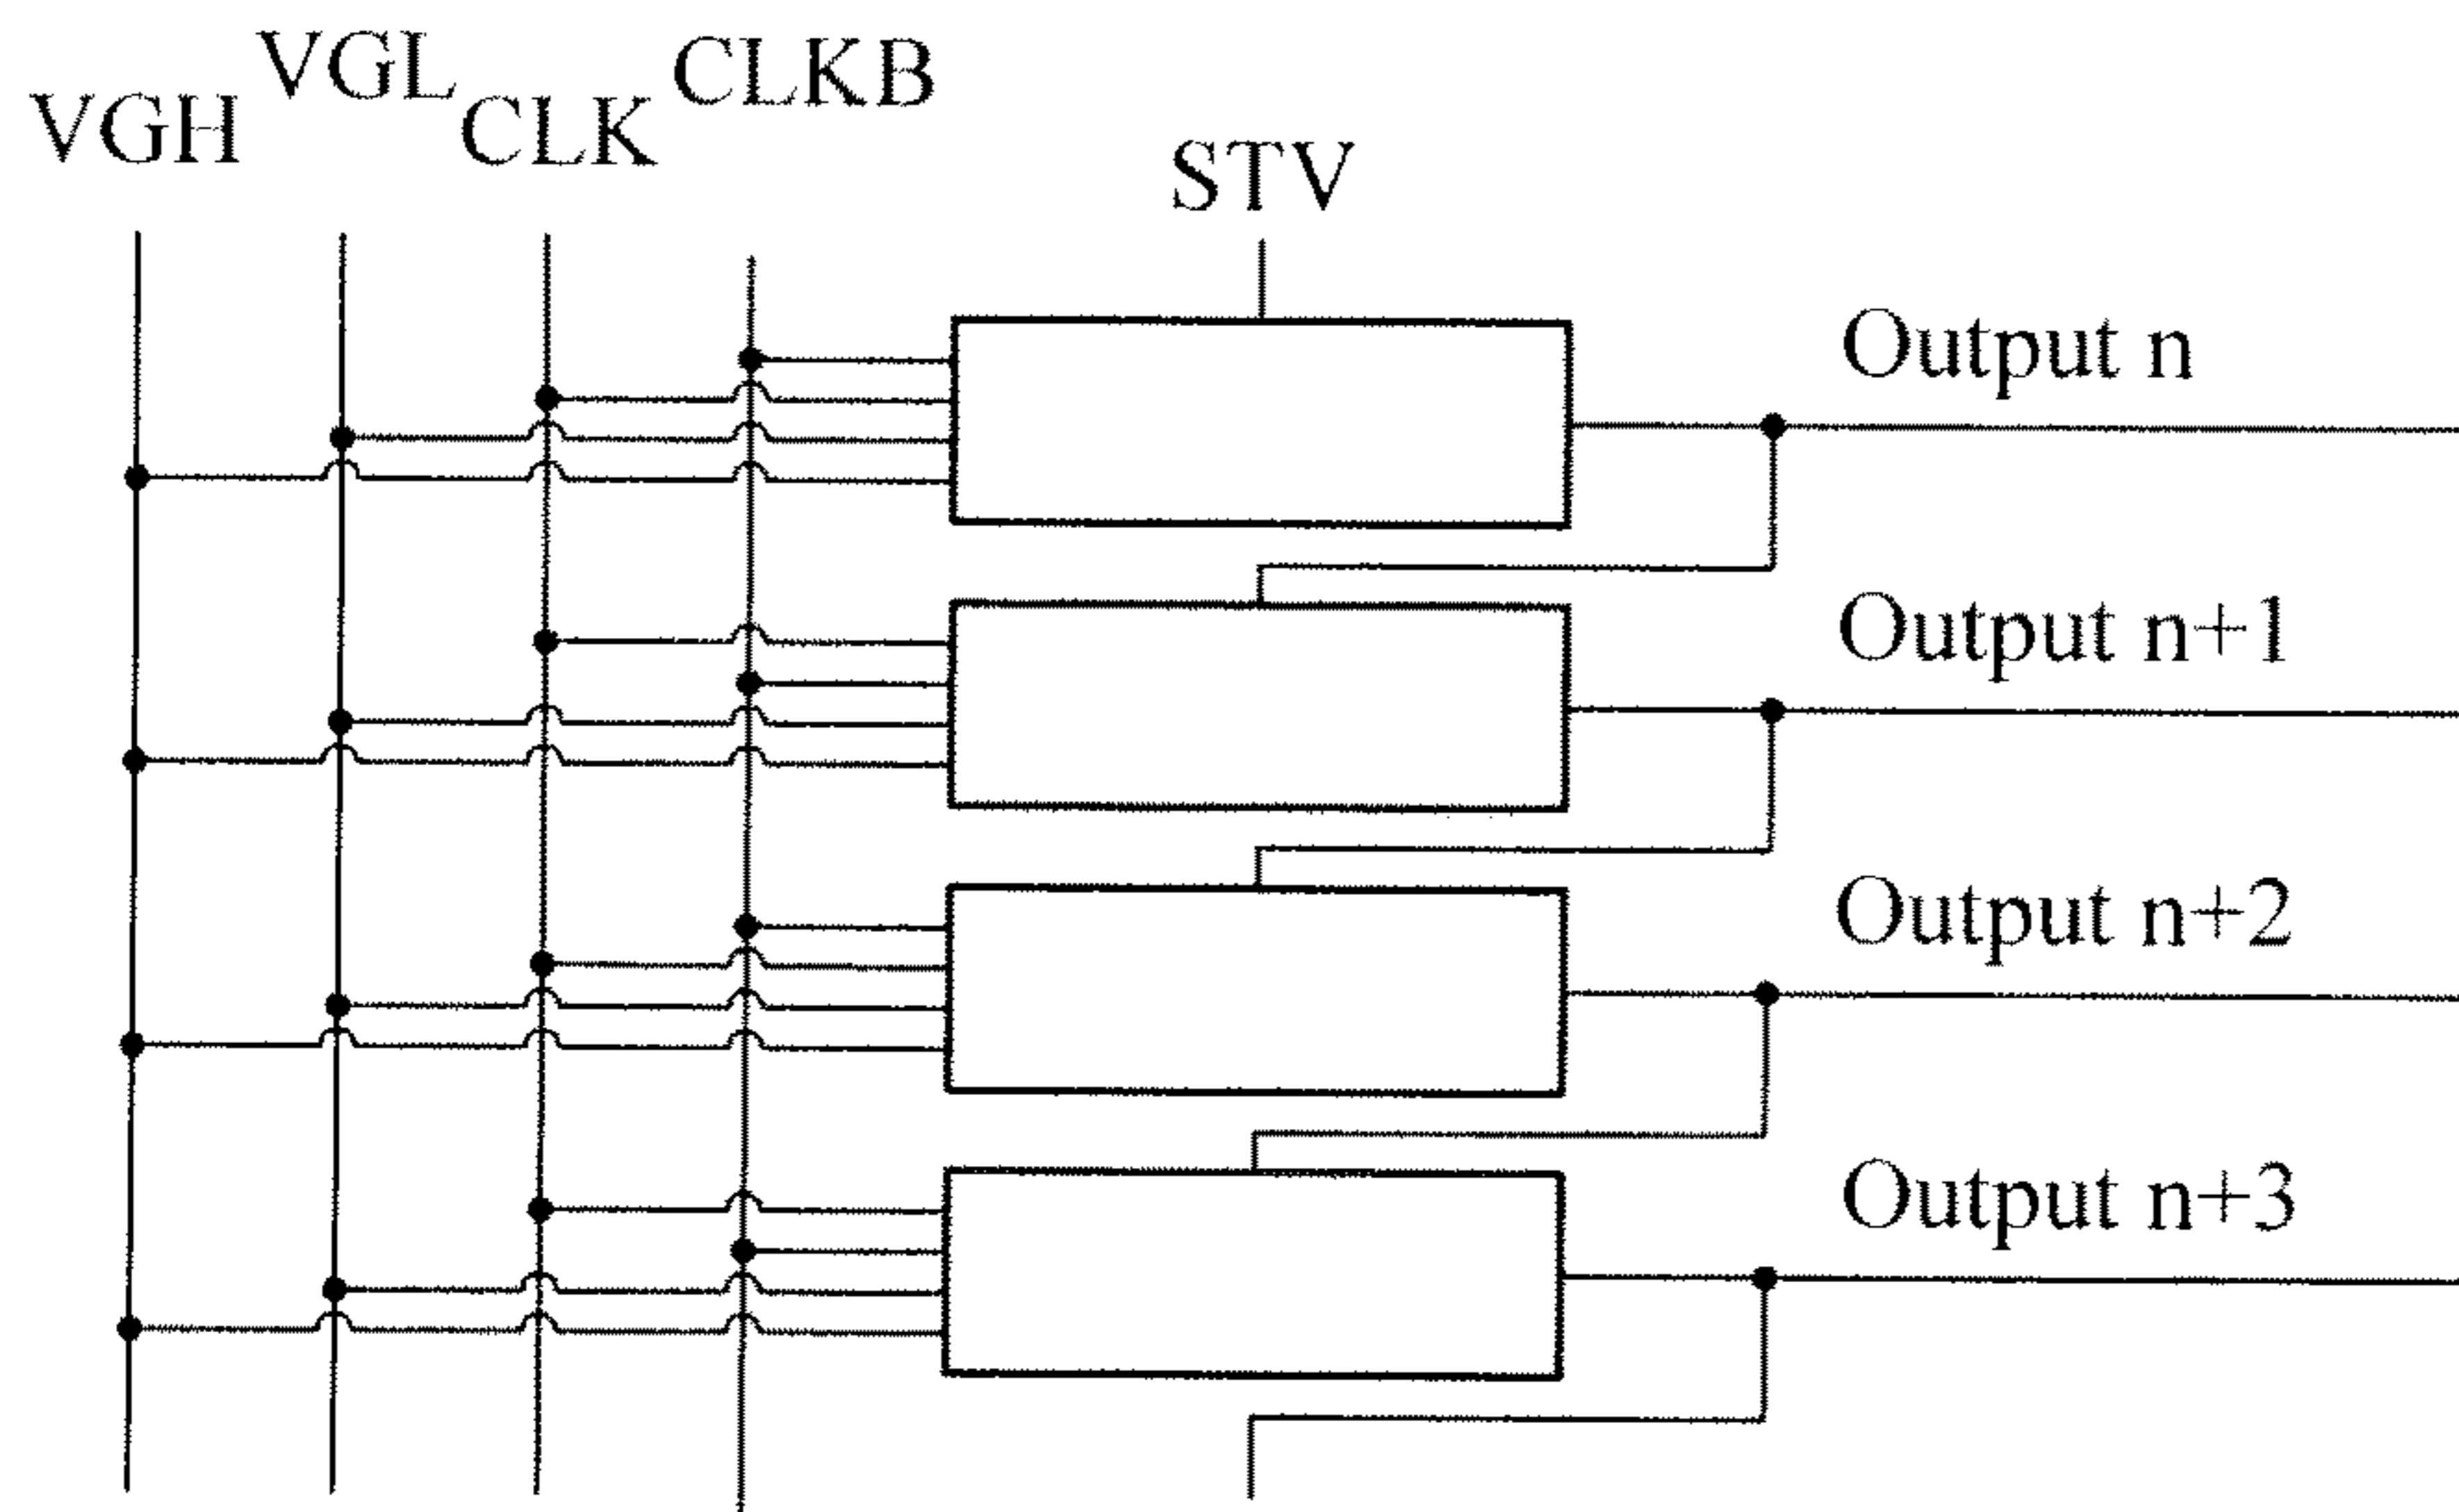 VGH
VGL
CLK
CLKB
STV
Output n
Output n+1
Output n+2
Output n+3